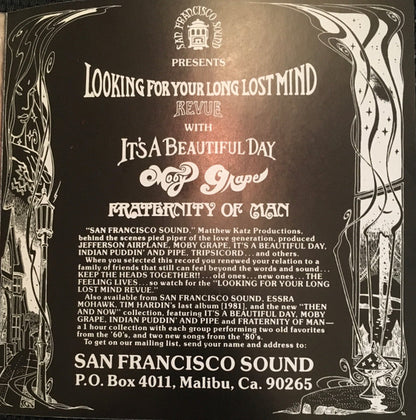 SAN FRANCISCO SOUND
PRESENTS
LOOKING FOR YOUR LONG LOST MIND
REVUE
WITH
IT'S A BEAUTIFUL DAY
Moby Grape
FRATERNITY OF MAN
"SAN FRANCISCO SOUND," Matthew Katz Productions,
behind the scenes pied piper of the love generation, produced
JEFFERSON AIRPLANE, MOBY GRAPE, IT'S A BEAUTIFUL DAY,
INDIAN PUDDIN' AND PIPE, TRIPSICORD... and others.
When you selected this record you renewed your relation to a
family of friends that still can feel beyond the words and sound...
KEEP THE HEADS TOGETHER!! ...old ones... new ones... THE
FEELING LIVES... so watch for the "LOOKING FOR YOUR LONG
LOST MIND REVUE."
Also available from SAN FRANCISCO SOUND, ESSRA
MOHAWK, TIM HARDIN'S last album [1981], and the new "THEN
AND NOW" collection, featuring IT'S A BEAUTIFUL DAY, MOBY
GRAPE, INDIAN PUDDIN' AND PIPE and FRATERNITY OF MAN—
a 1 hour collection with each group performing two old favorites
from the '60's, and two new songs from the '80's.
To get on our mailing list, send your name and address to:
SAN FRANCISCO SOUND
P.O. Box 4011, Malibu, Ca. 90265